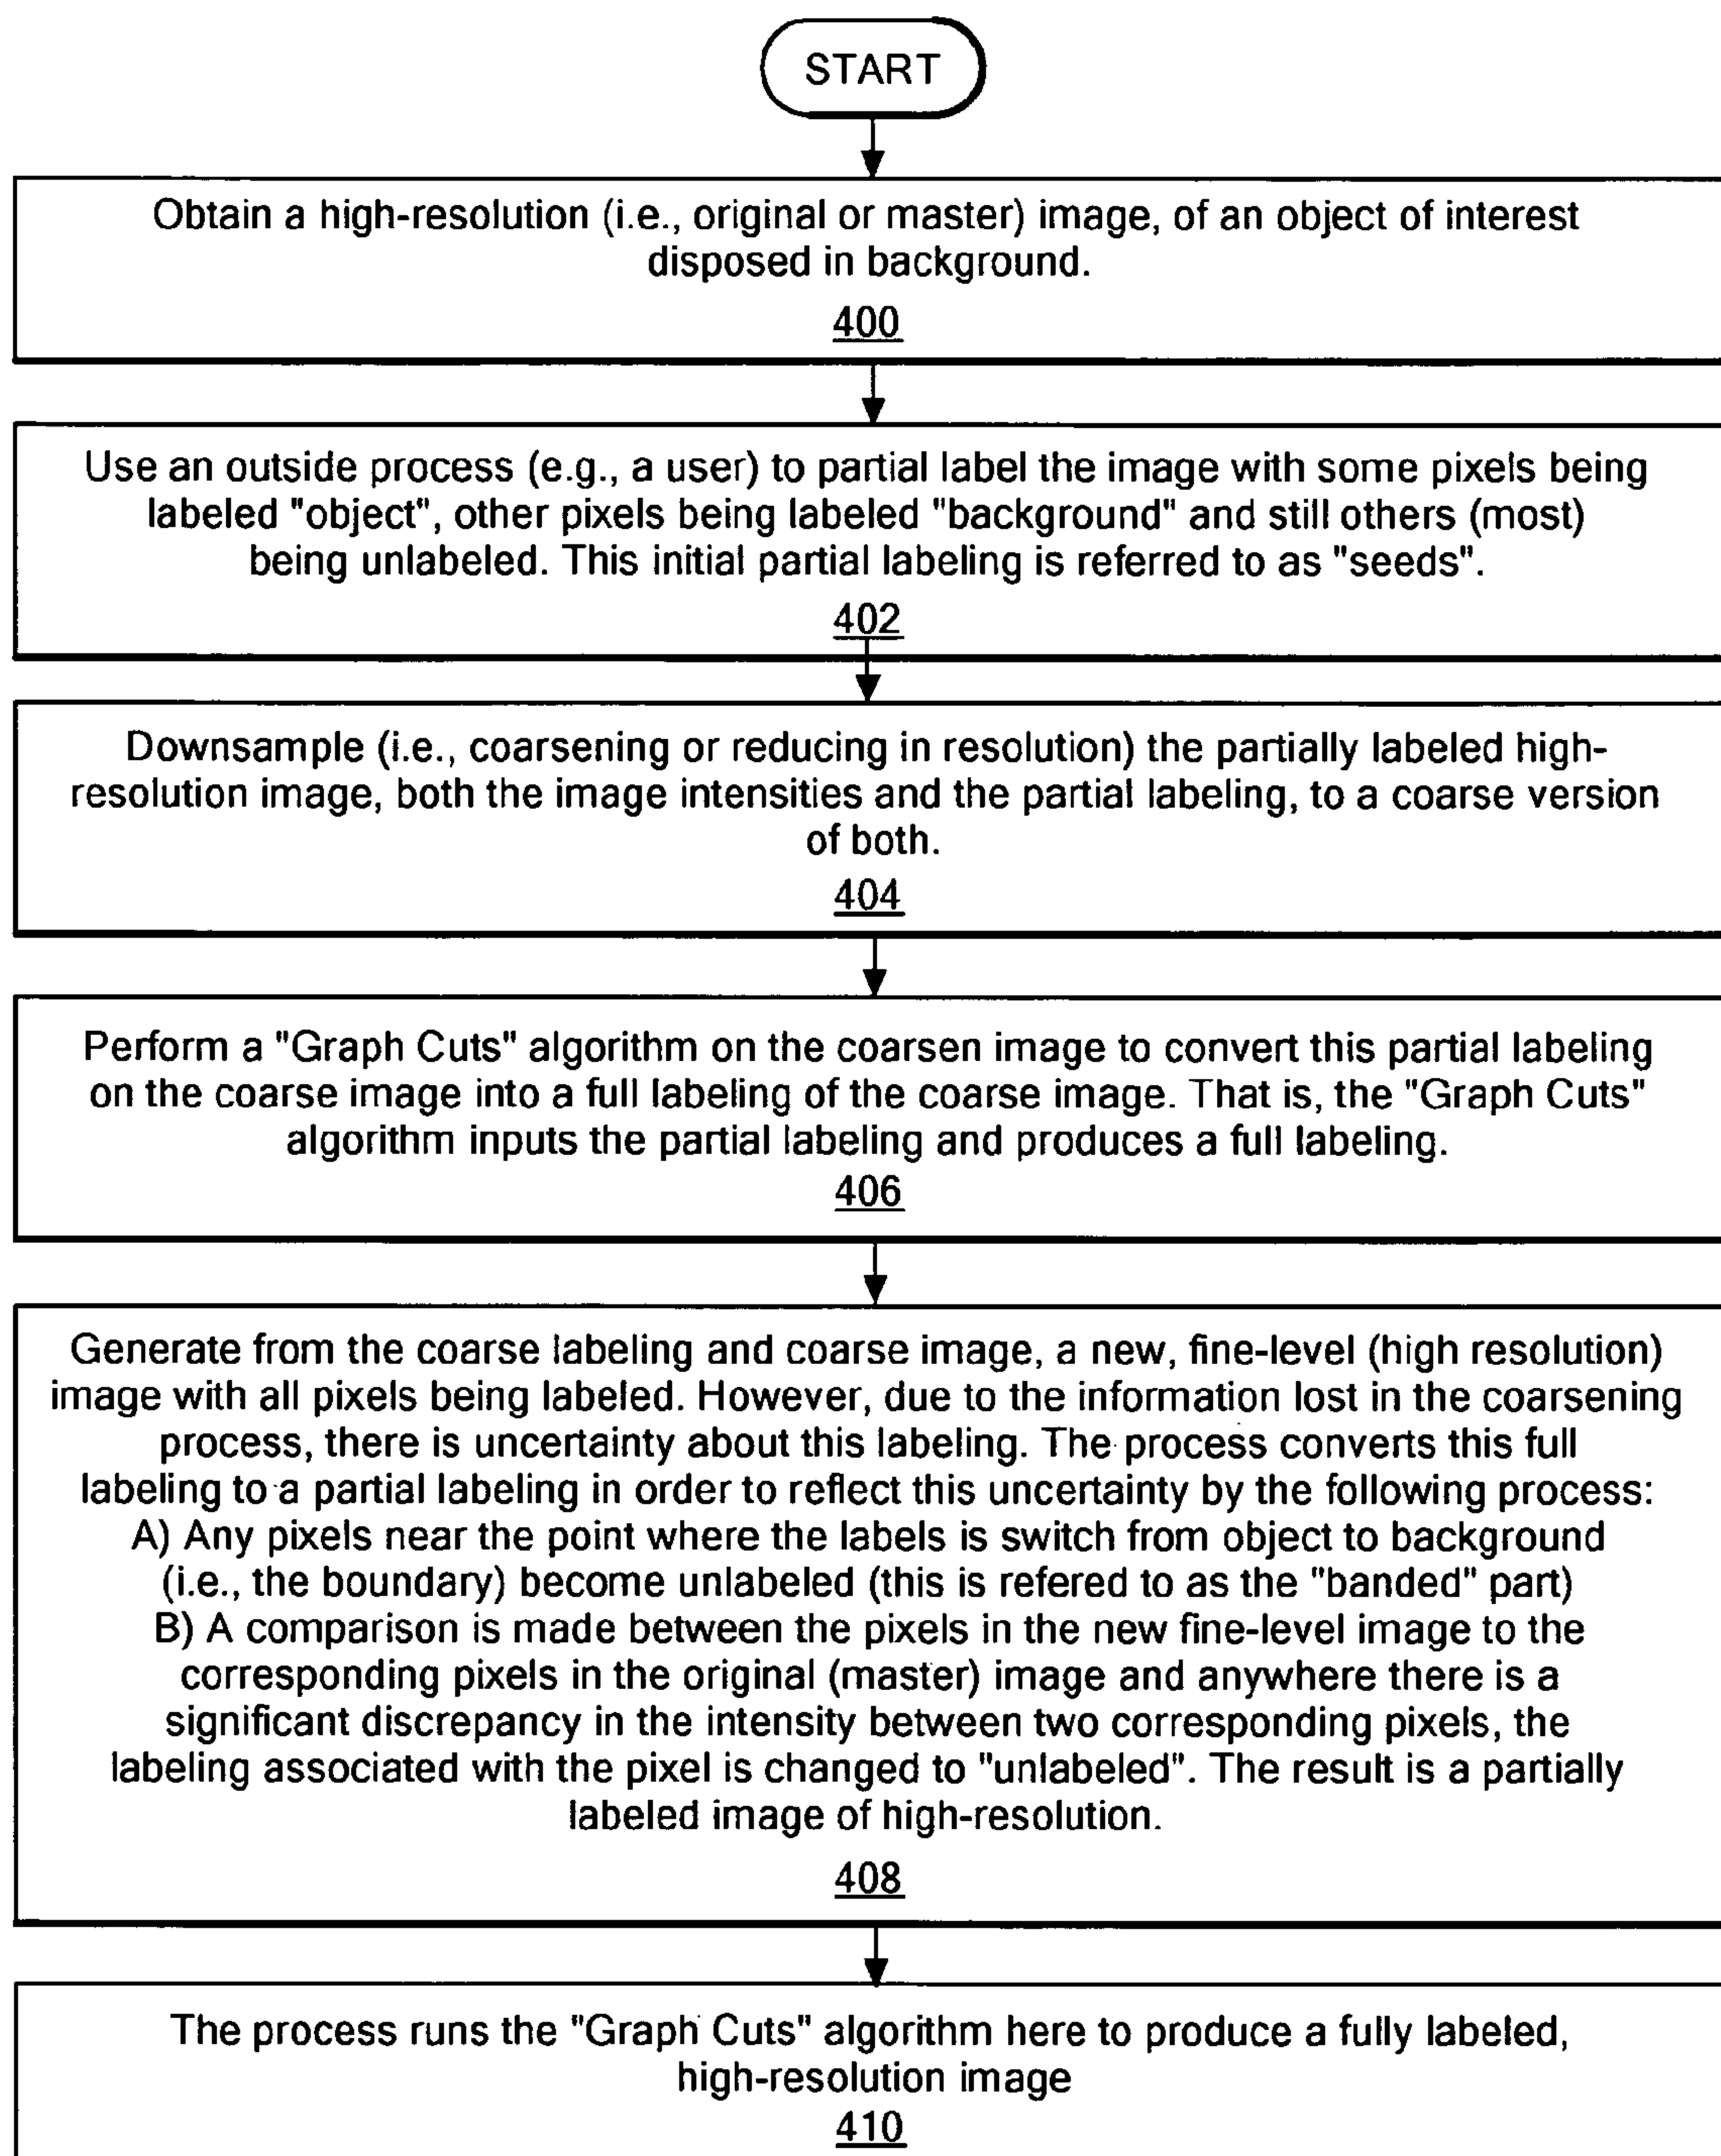 START
Obtain a high-resolution (i.e., original or master) image, of an object of interest
disposed in background.
400
Use an outside process (e.g., a user) to partial label the image with some pixels being
labeled "object", other pixels being labeled "background" and still others (most)
being unlabeled. This initial partial labeling is referred to as "seeds".
402
Downsample (i.e., coarsening or reducing in resolution) the partially labeled high-
resolution image, both the image intensities and the partial labeling, to a coarse version
of both.
404
Perform a "Graph Cuts" algorithm on the coarsen image to convert this partial labeling
on the coarse image into a full labeling of the coarse image. That is, the "Graph Cuts"
algorithm inputs the partial labeling and produces a full labeling.
406
Generate from the coarse labeling and coarse image, a new, fine-level (high resolution)
image with all pixels being labeled. However, due to the information lost in the coarsening
process, there is uncertainty about this labeling. The process converts this full
labeling to a partial labeling in order to reflect this uncertainty by the following process:
A) Any pixels near the point where the labels is switch from object to background
(i.e., the boundary) become unlabeled (this is refered to as the "banded" part)
B) A comparison is made between the pixels in the new fine-level image to the
corresponding pixels in the original (master) image and anywhere there is a
significant discrepancy in the intensity between two corresponding pixels, the
labeling associated with the pixel is changed to "unlabeled". The result is a partially
labeled image of high-resolution.
408
The process runs the "Graph Cuts" algorithm here to produce a fully labeled,
high-resolution image
410